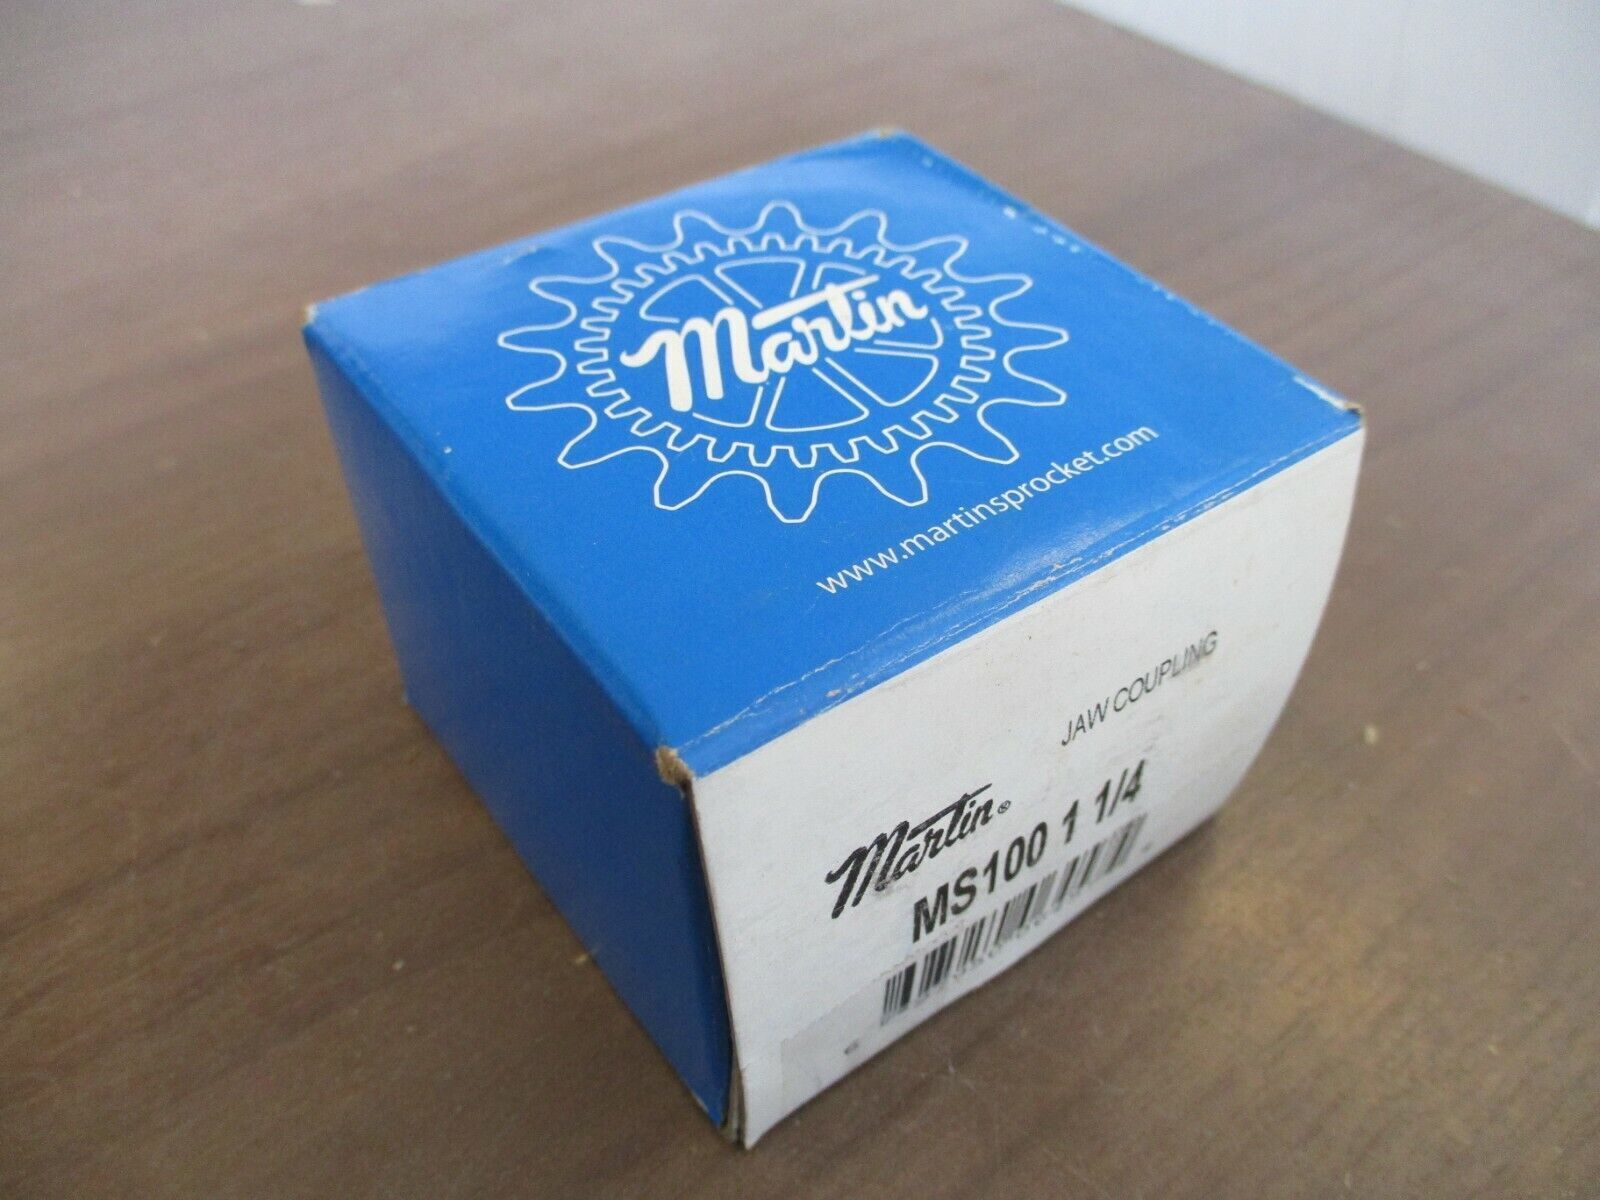 Martin
www.martinsprocket.com
JAW COUPLING
Martin®
MS100 1 1/4